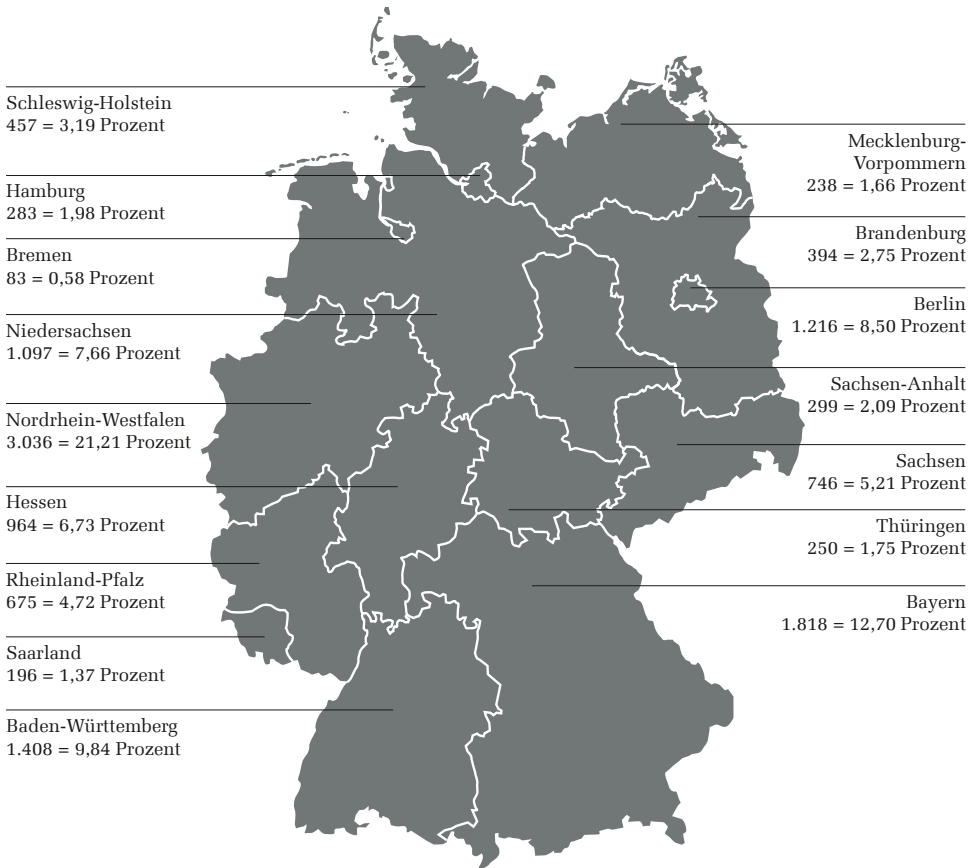 Schleswig-Holstein
457 = 3,19 Prozent
Hamburg
283 = 1,98 Prozent
Bremen
83 = 0,58 Prozent
Niedersachsen
1.097 = 7,66 Prozent
Nordrhein-Westfalen
3.036 = 21,21 Prozent
Hessen
964 = 6,73 Prozent
Rheinland-Pfalz
675 = 4,72 Prozent
Saarland
196 = 1,37 Prozent
Baden-Württemberg
1.408 = 9,84 Prozent
Mecklenburg-
Vorpommern
238 = 1,66 Prozent
Brandenburg
394 = 2,75 Prozent
Berlin
1.216 = 8,50 Prozent
Sachsen-Anhalt
299 = 2,09 Prozent
Sachsen
746 = 5,21 Prozent
Thüringen
250 = 1,75 Prozent
Bayern
1.818 = 12,70 Prozent